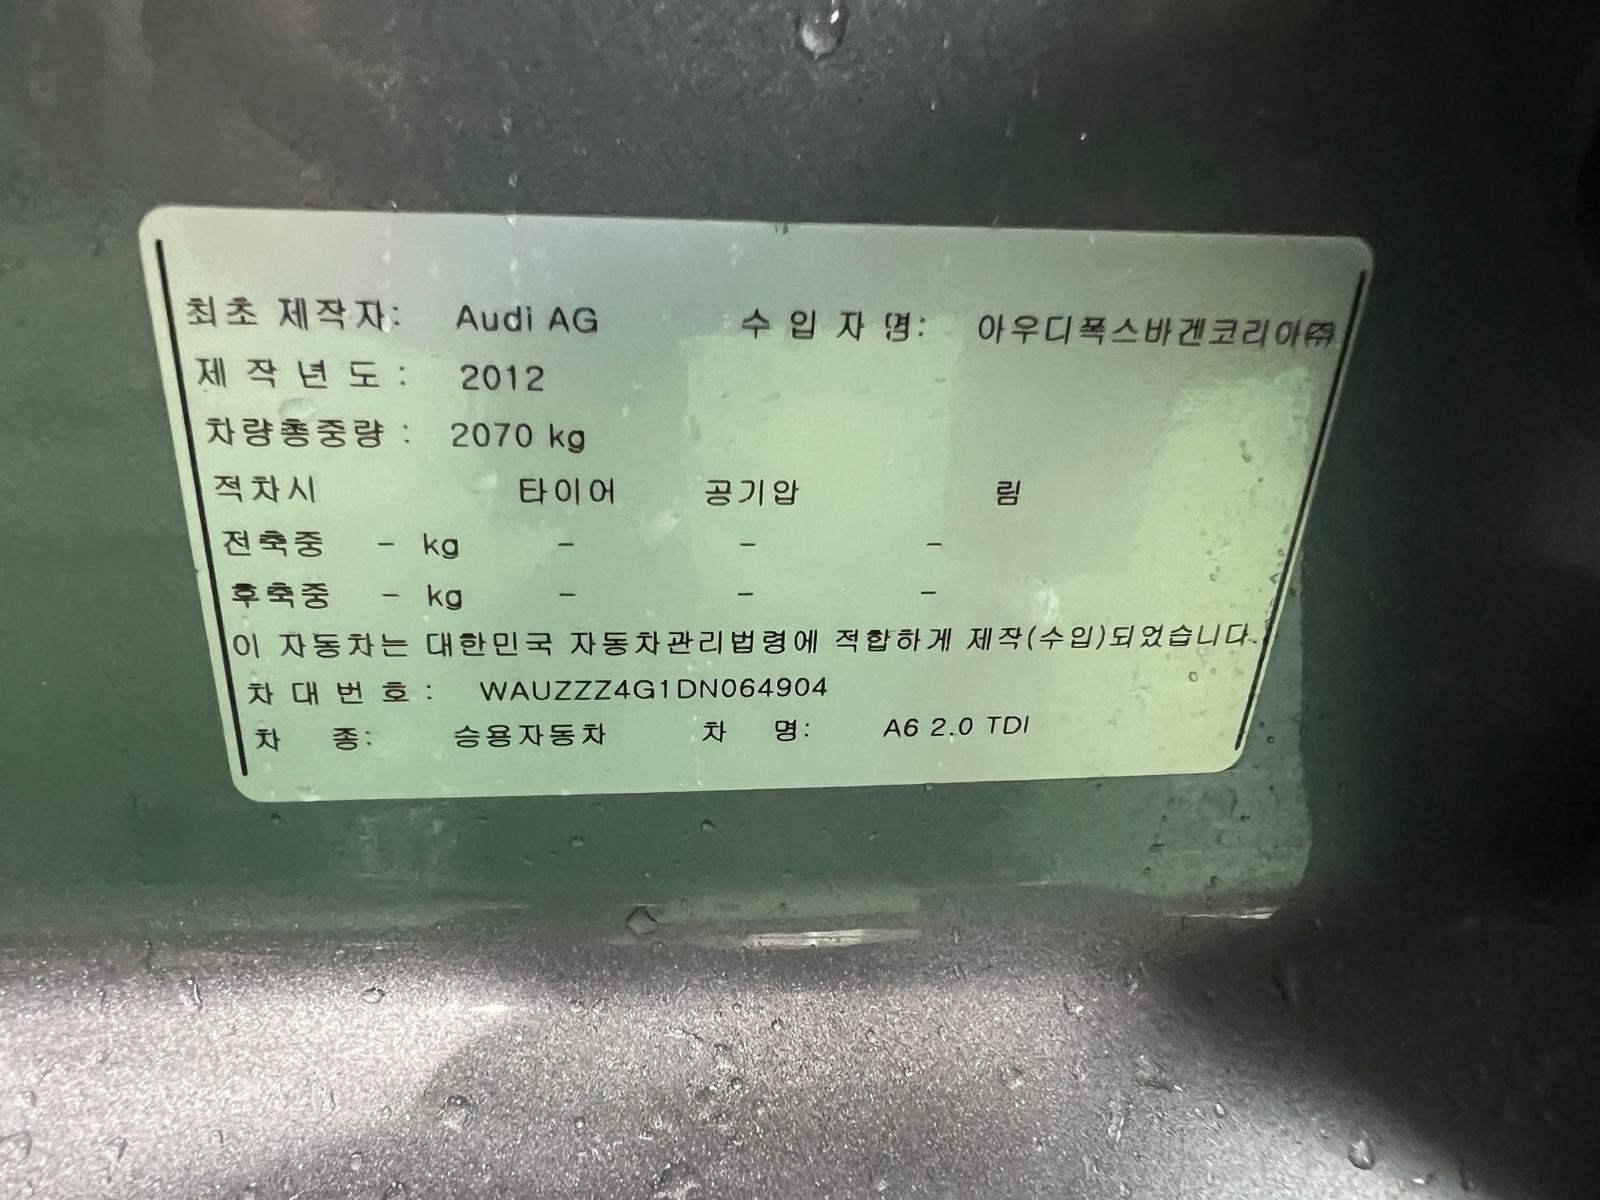 최초 제작자: Audi AG 수 입 자 명: 아우디폭스바겐코리아㈜
제 작 년 도 : 2012
차량총중량 : 2070 kg
적차시 타이어 공기압 림
전축중 - kg - - -
후축중 - kg - - -
이 자동차는 대한민국 자동차관리법령에 적합하게 제작(수입)되었습니다.
차 대 번 호 : WAUZZZ4G1DN064904
차 종: 승용자동차 차 명: A6 2.0 TDI